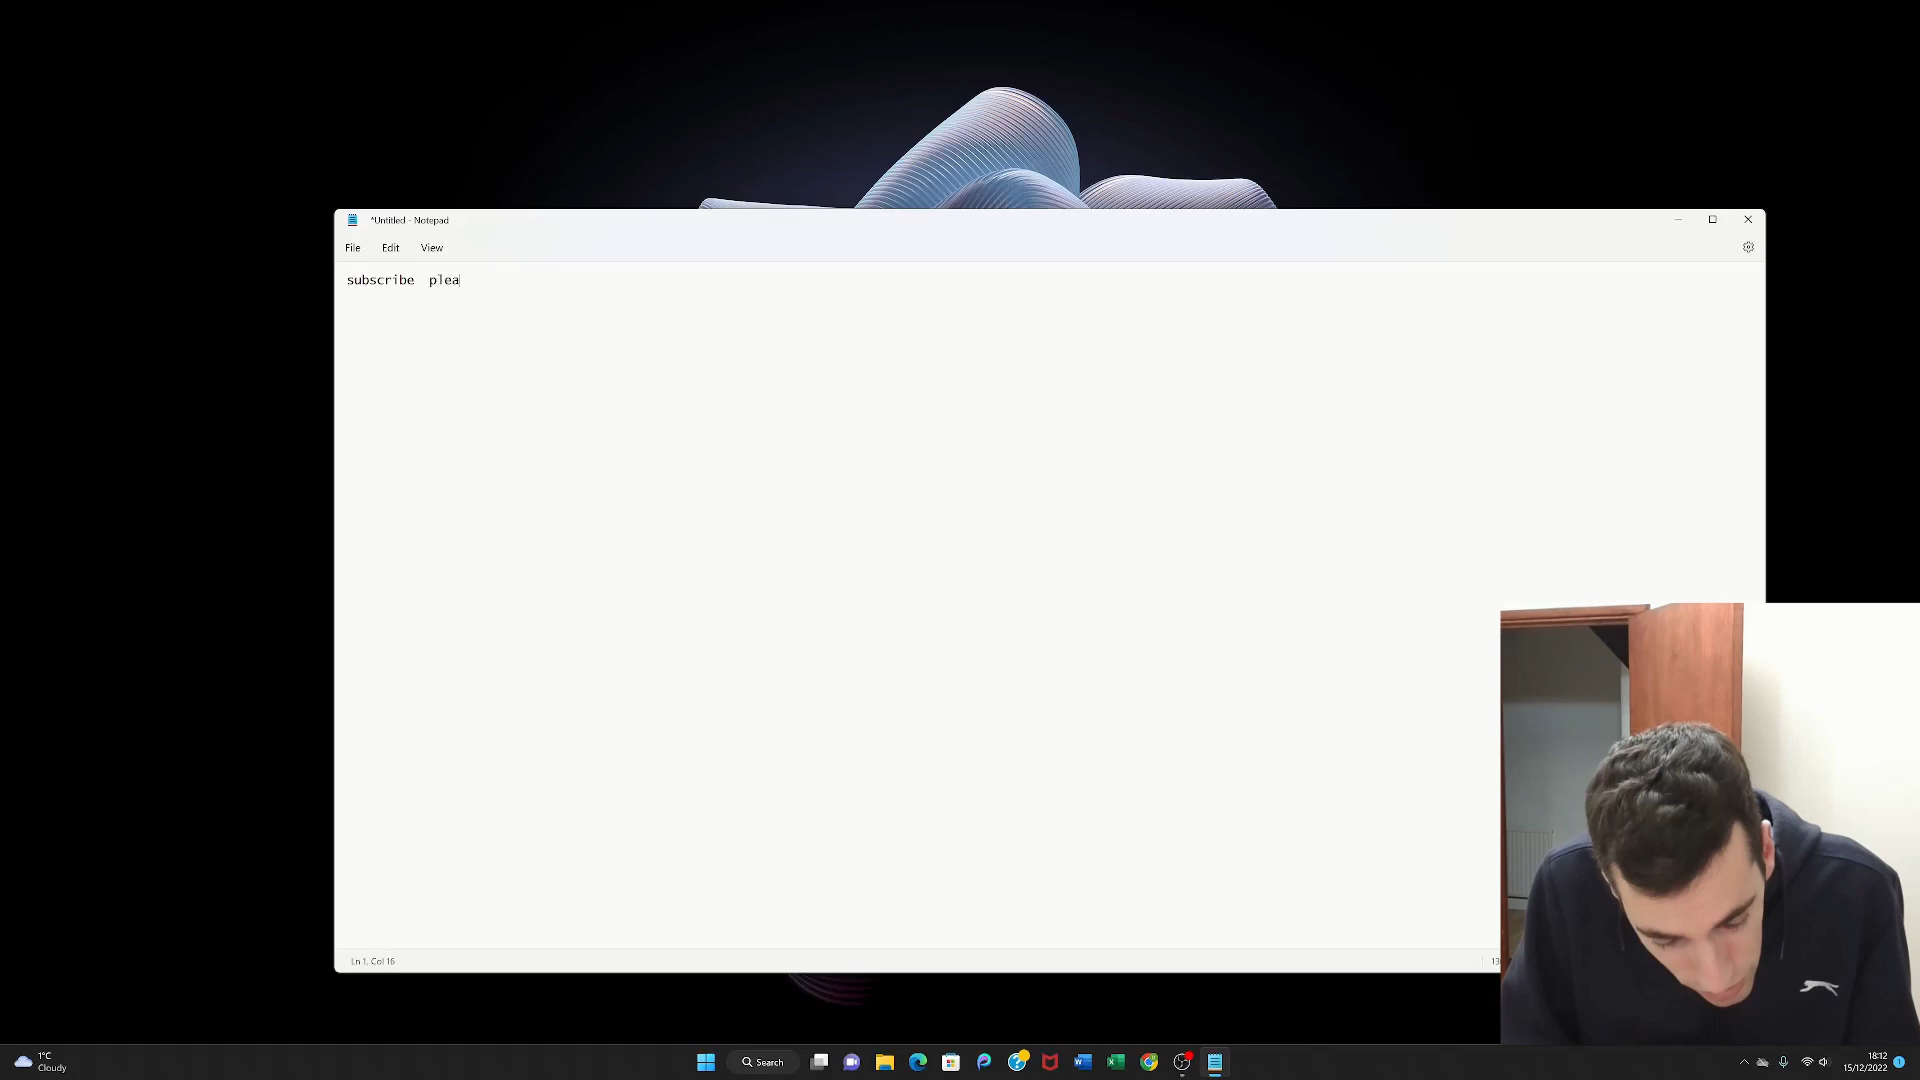 *Untitled - Notepad
File Edit View
subscribe  plea
Ln 1, Col 16
1°C
Cloudy
Search
18:12
15/12/2022
1